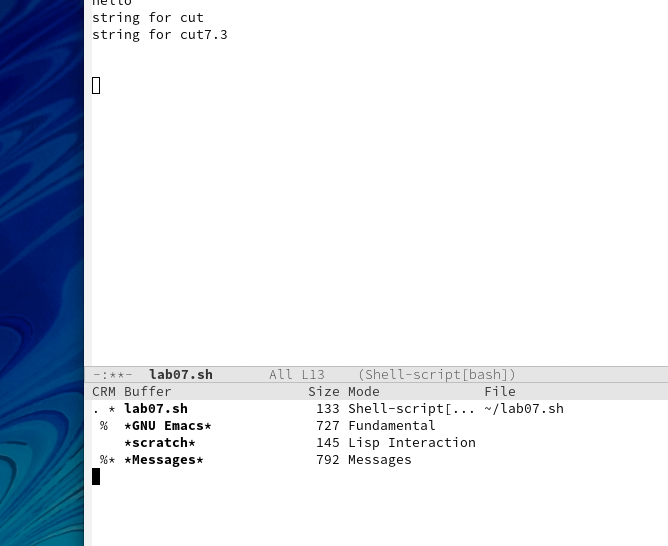 hello
string for cut
string for cut7.3
-:**-  lab07.sh       All L13    (Shell-script[bash])
CRM Buffer                 Size Mode             File
. * lab07.sh                133 Shell-script[... ~/lab07.sh
 %  *GNU Emacs*             727 Fundamental
    *scratch*               145 Lisp Interaction
 %* *Messages*              792 Messages